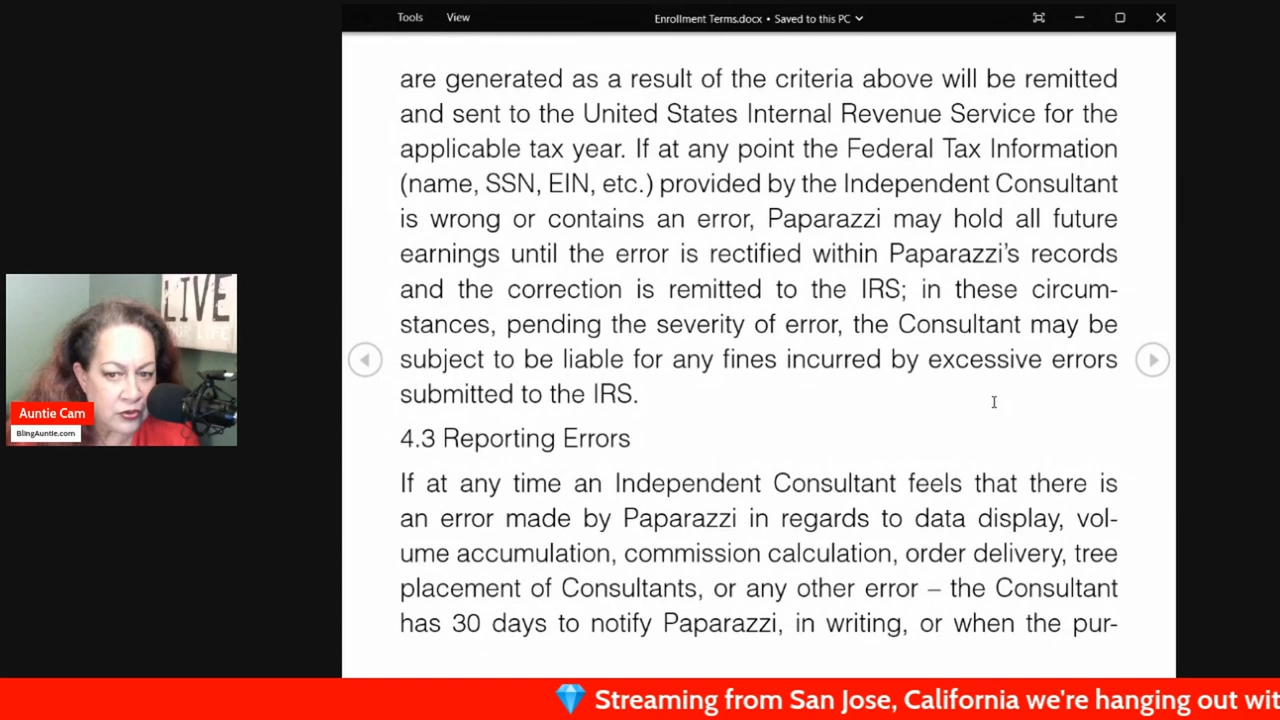 Tools View Enrollment Terms.docx • Saved to this PC
are generated as a result of the criteria above will be remitted
and sent to the United States Internal Revenue Service for the
applicable tax year. If at any point the Federal Tax Information
(name, SSN, EIN, etc.) provided by the Independent Consultant
is wrong or contains an error, Paparazzi may hold all future
earnings until the error is rectified within Paparazzi's records
and the correction is remitted to the IRS; in these circum-
stances, pending the severity of error, the Consultant may be
subject to be liable for any fines incurred by excessive errors
submitted to the IRS.
4.3 Reporting Errors
If at any time an Independent Consultant feels that there is
an error made by Paparazzi in regards to data display, vol-
ume accumulation, commission calculation, order delivery, tree
placement of Consultants, or any other error – the Consultant
has 30 days to notify Paparazzi, in writing, or when the pur-
LIVE
YOUR LIFE
Auntie Cam
BlingAuntie.com
💎 Streaming from San Jose, California we're hanging out wit